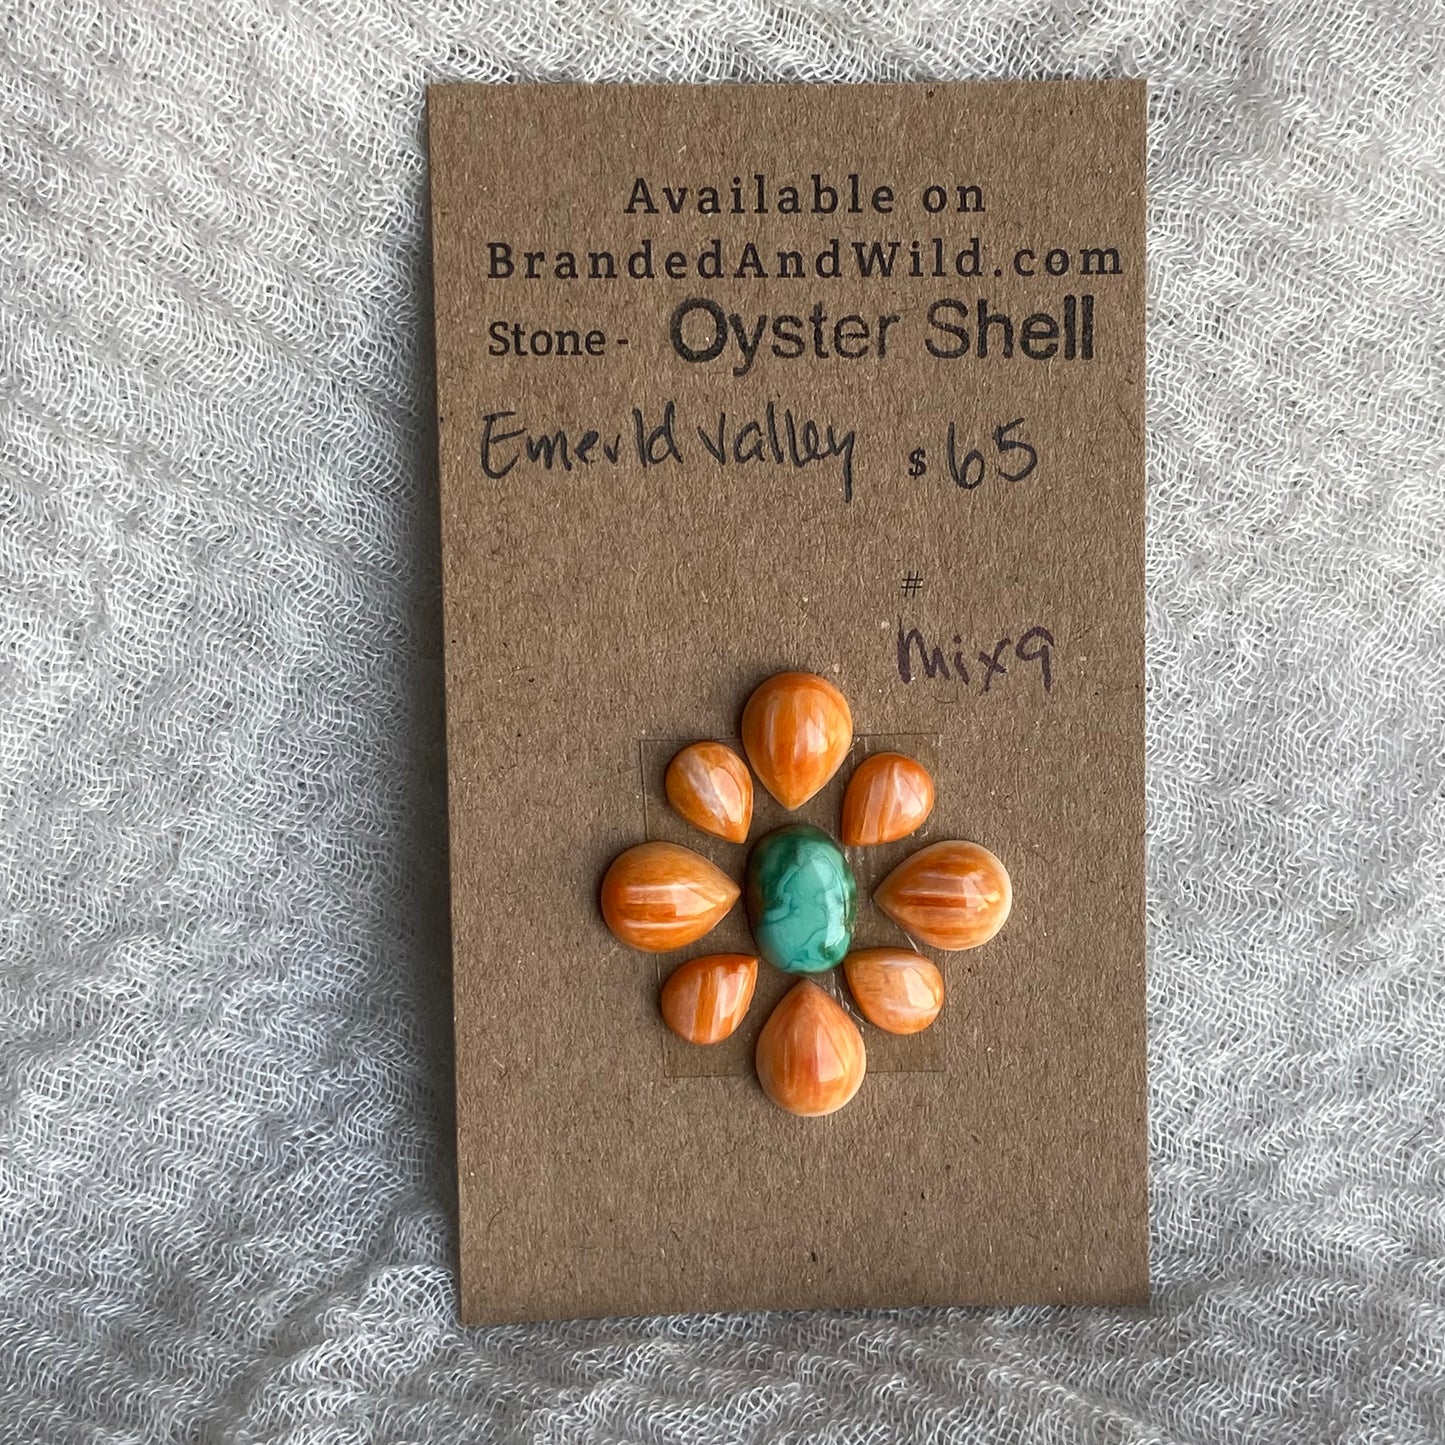 Available on
BrandedAndWild.com
Stone - Oyster Shell
Emerld Valley $65
#
Mix9